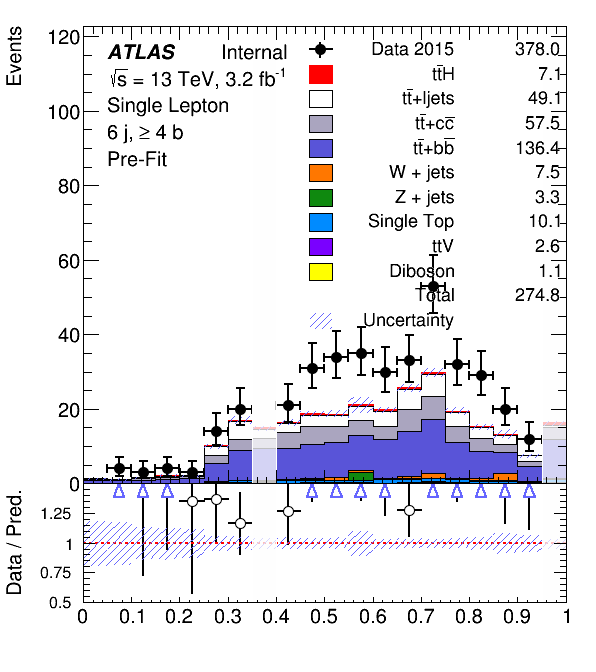 Events
120
100
80
60
40
20
0
ATLAS Internal
√s = 13 TeV, 3.2 fb⁻¹
Single Lepton
6 j, ≥ 4 b
Pre-Fit
Data 2015 378.0
tt̄H 7.1
tt̄+ljets 49.1
tt̄+cc̄ 57.5
tt̄+bb̄ 136.4
W + jets 7.5
Z + jets 3.3
Single Top 10.1
ttV 2.6
Diboson 1.1
Total 274.8
Uncertainty
Data / Pred.
1.25
1
0.75
0.5
0 0.1 0.2 0.3 0.4 0.5 0.6 0.7 0.8 0.9 1